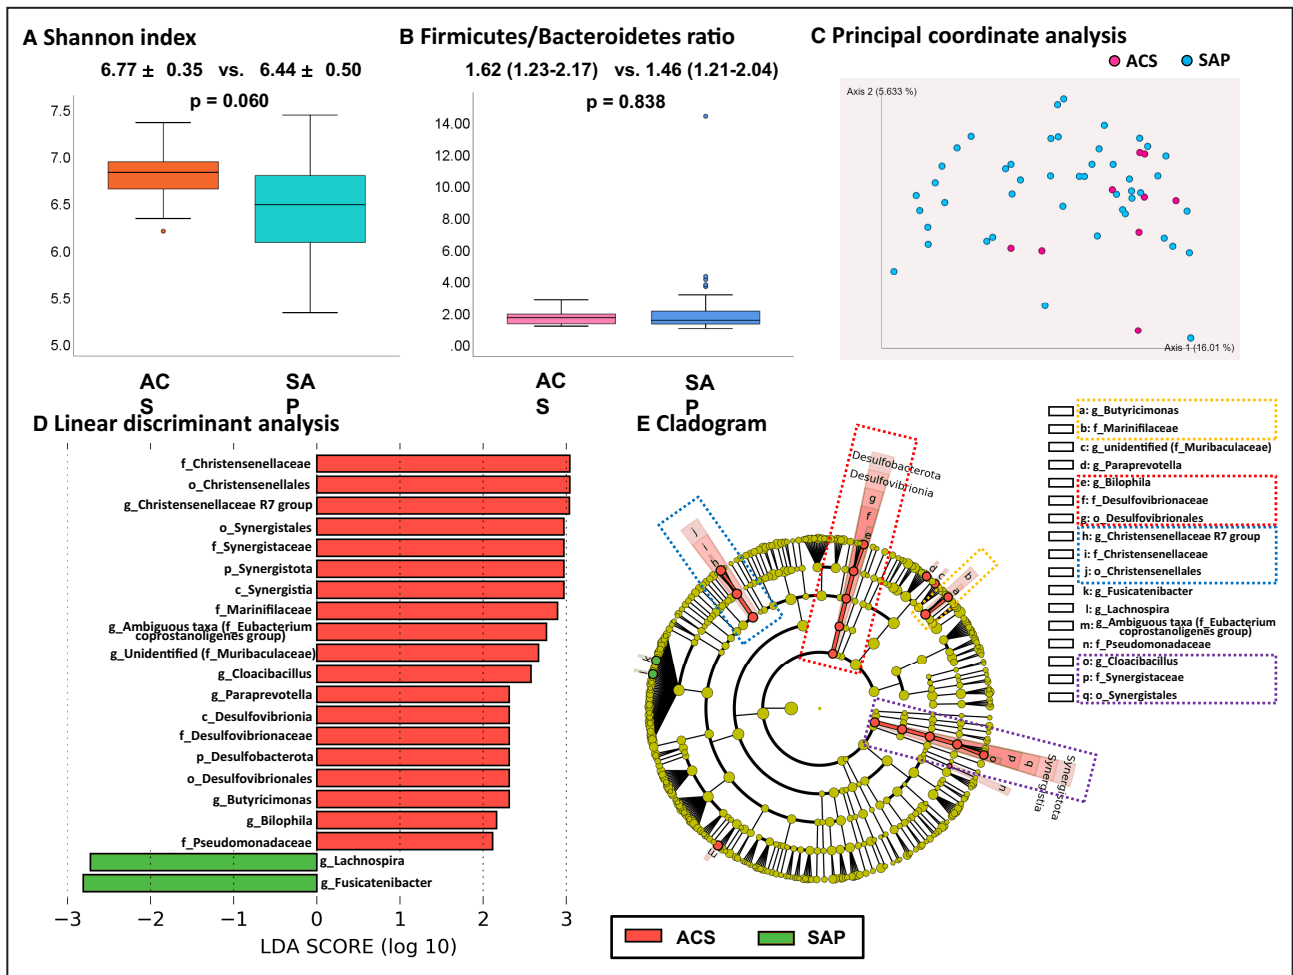 A Shannon index
6.77 ± 0.35 vs. 6.44 ± 0.50
p = 0.060
7.5
7.0
6.5
6.0
5.5
5.0
AC
S
SA
P
B Firmicutes/Bacteroidetes ratio
1.62 (1.23-2.17) vs. 1.46 (1.21-2.04)
p = 0.838
14.00
12.00
10.00
8.00
6.00
4.00
2.00
.00
AC
S
SA
P
C Principal coordinate analysis
ACS SAP
Axis 2 (5.633 %)
Axis 1 (16.01 %)
D Linear discriminant analysis
f_Christensenellaceae
o_Christensenellales
g_Christensenellaceae R7 group
o_Synergistales
f_Synergistaceae
p_Synergistota
c_Synergistia
f_Marinifilaceae
g_Ambiguous taxa (f_Eubacterium
coprostanoligenes group)
g_Unidentified (f_Muribaculaceae)
g_Cloacibacillus
g_Paraprevotella
c_Desulfovibrionia
f_Desulfovibrionaceae
p_Desulfobacterota
o_Desulfovibrionales
g_Butyricimonas
g_Bilophila
f_Pseudomonadaceae
g_Lachnospira
g_Fusicatenibacter
−3 −2 −1 0 1 2 3
LDA SCORE (log 10)
E Cladogram
Desulfobacterota
Desulfovibrionia
g
f
e
j
i
h
d
c
b
a
k
l
m
n
o
p
q
Synergistia
Synergistota
a: g_Butyricimonas
b: f_Marinifilaceae
c: g_unidentified (f_Muribaculaceae)
d: g_Paraprevotella
e: g_Bilophila
f: f_Desulfovibrionaceae
g: o_Desulfovibrionales
h: g_Christensenellaceae R7 group
i: f_Christensenellaceae
j: o_Christensenellales
k: g_Fusicatenibacter
l: g_Lachnospira
m: g_Ambiguous taxa (f_Eubacterium
coprostanoligenes group)
n: f_Pseudomonadaceae
o: g_Cloacibacillus
p: f_Synergistaceae
q: o_Synergistales
ACS SAP